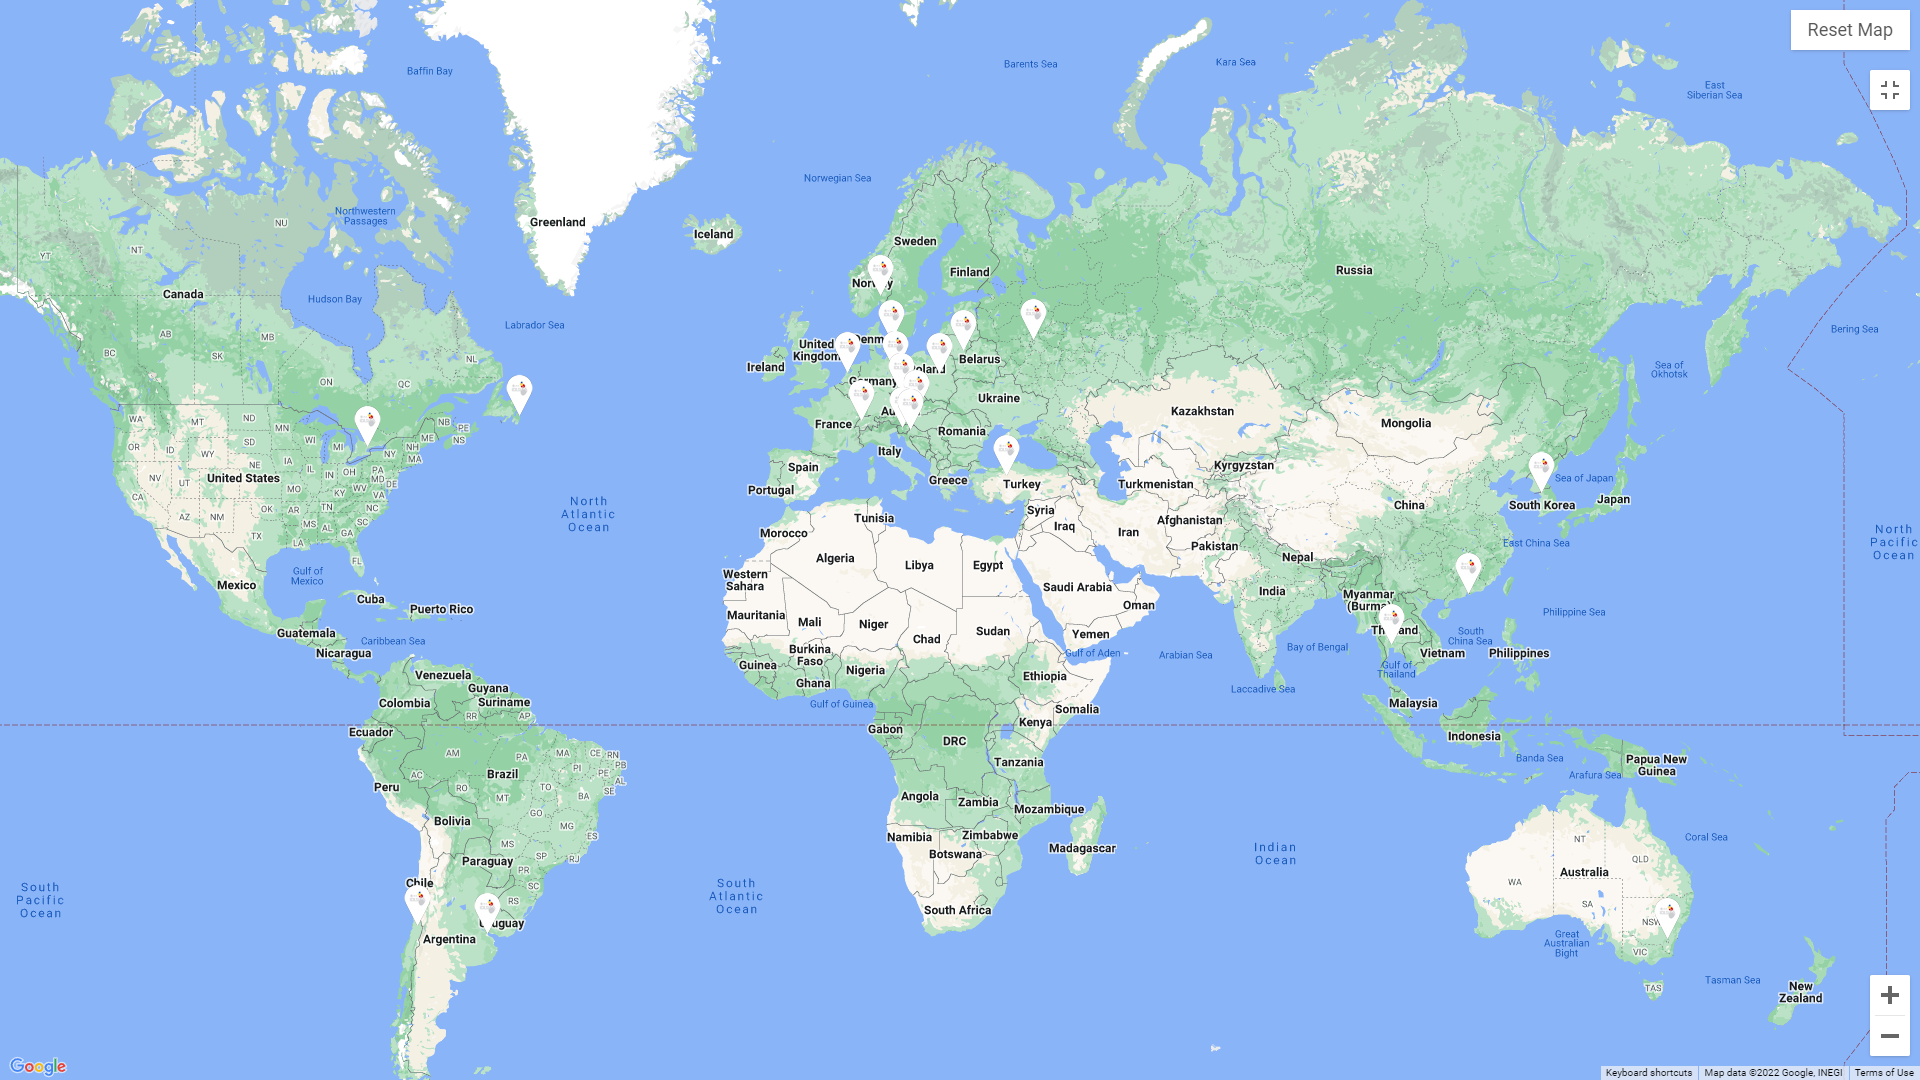 Reset Map
Baffin Bay
Barents Sea
Kara Sea
East
Siberian Sea
Norwegian Sea
Northwestern
Passages
NU
Greenland
Iceland
Sweden
NT
YT
Finland
Russia
Norway
Canada
Hudson Bay
Labrador Sea
Bering Sea
AB
MB
BC
SK
NL
United
Kingdom
Ireland
Belarus
Sea of
Okhotsk
ON
QC
Germany
Ukraine
Kazakhstan
Mongolia
France
Romania
WA
MT
ND
MN
NB
PE
NS
OR
ID
SD
WI
MI
ME
NH
MA
WY
NE
IA
NY
Italy
Spain
Greece
Portugal
Turkey
Kyrgyzstan
Turkmenistan
Sea of Japan
South Korea
Japan
China
NV
UT
United States
IL
IN
OH
PA
MD
DE
CA
MO
KY
WV
VA
AZ
NM
OK
AR
TN
NC
SC
MS
AL
GA
TX
LA
FL
North
Atlantic
Ocean
Tunisia
Morocco
Syria
Iraq
Iran
Afghanistan
Pakistan
Nepal
East China Sea
North
Pacific
Ocean
Algeria
Libya
Egypt
Western
Sahara
Saudi Arabia
India
Myanmar
(Burma)
Gulf of
Mexico
Mexico
Cuba
Puerto Rico
Mauritania
Mali
Niger
Chad
Sudan
Oman
Yemen
Philippine Sea
Guatemala
Caribbean Sea
Nicaragua
Burkina
Faso
Guinea
Ghana
Nigeria
Ethiopia
Gulf of Aden
Arabian Sea
Bay of Bengal
Thailand
South
China Sea
Vietnam
Philippines
Gulf of
Thailand
Venezuela
Guyana
Suriname
Colombia
Gulf of Guinea
Somalia
Laccadive Sea
Malaysia
RR
AP
Ecuador
Gabon
Kenya
DRC
Indonesia
Tanzania
Banda Sea
Papua New
Guinea
Arafura Sea
AM
PA
MA
CE
RN
PB
PE
AL
SE
PI
AC
Brazil
TO
BA
RO
MT
Peru
Angola
Zambia
Mozambique
GO
Bolivia
MG
ES
Namibia
Zimbabwe
Botswana
Madagascar
Indian
Ocean
NT
Coral Sea
QLD
Australia
WA
SA
MS
SP
RJ
Paraguay
PR
SC
RS
Chile
South
Pacific
Ocean
South
Atlantic
Ocean
South Africa
Uruguay
Argentina
NSW
VIC
Great
Australian
Bight
TAS
Tasman Sea
New
Zealand
Google
Keyboard shortcuts
Map data ©2022 Google, INEGI
Terms of Use